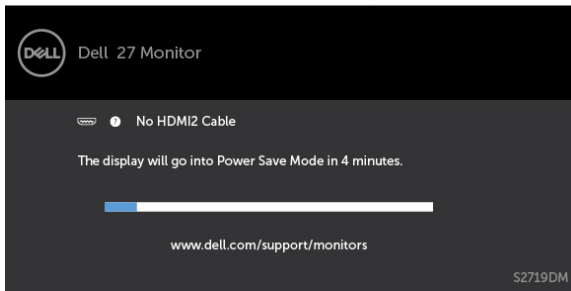 DELL Dell 27 Monitor
? No HDMI2 Cable
The display will go into Power Save Mode in 4 minutes.
www.dell.com/support/monitors
S2719DM